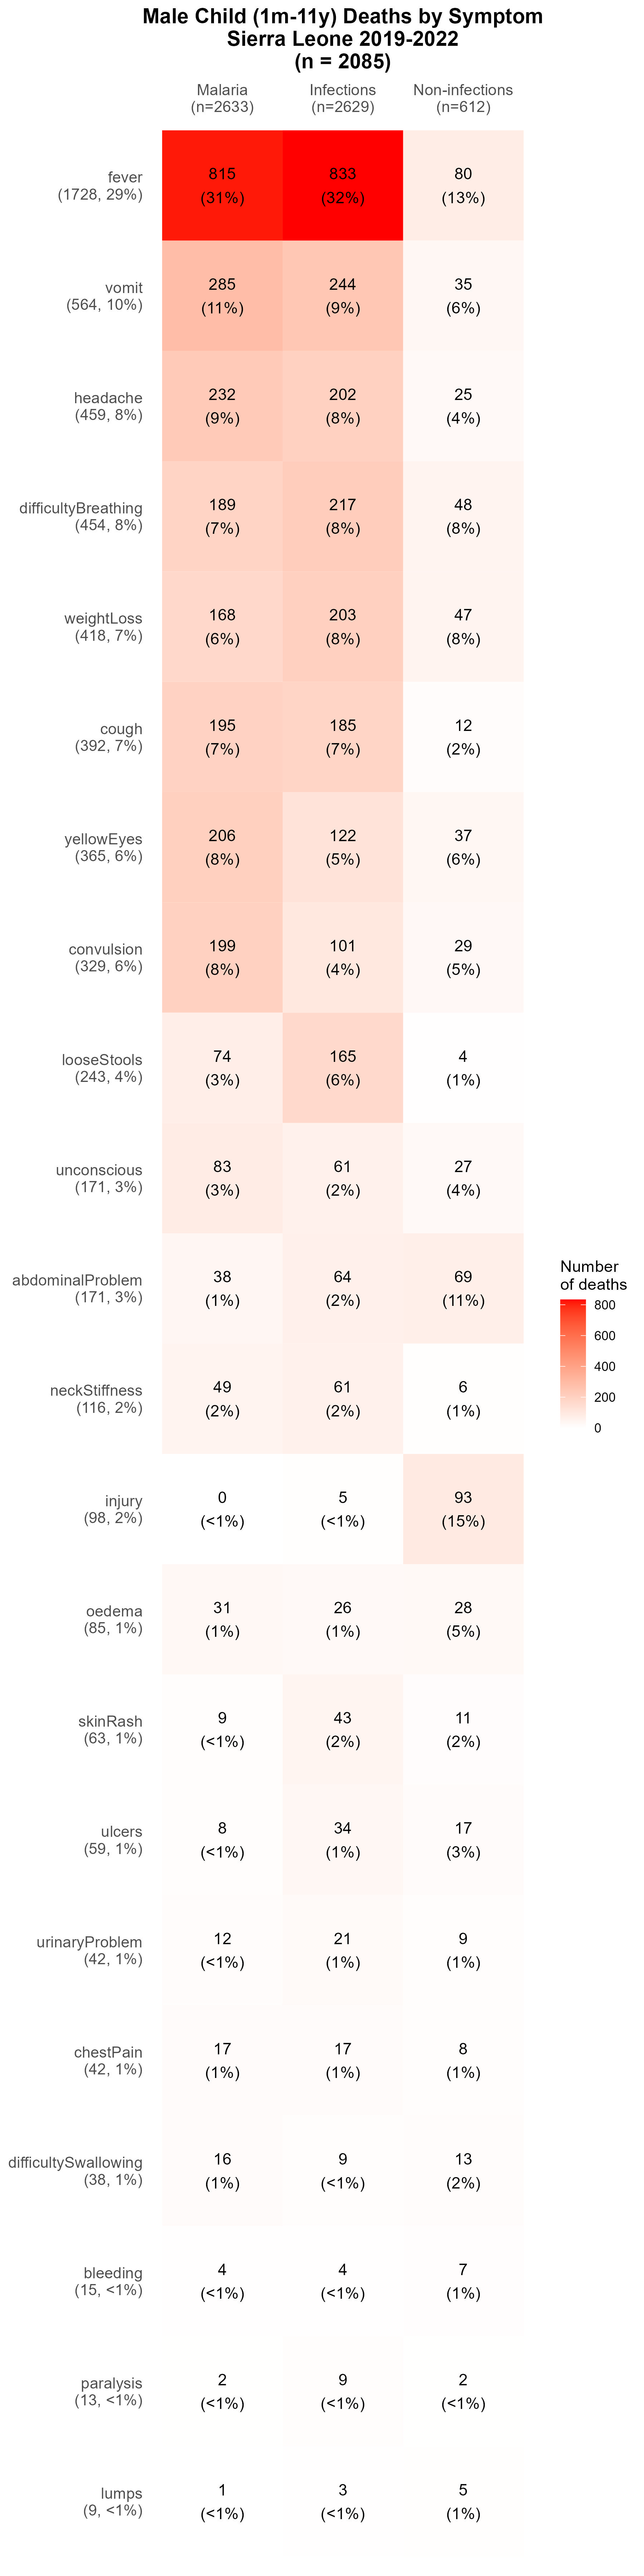 Male Child (1m-11y) Deaths by Symptom
Sierra Leone 2019-2022
(n = 2085)
Malaria Infections Non-infections
(n=2633) (n=2629) (n=612)
fever 815 833 80
(1728, 29%) (31%) (32%) (13%)
vomit 285 244 35
(564, 10%) (11%) (9%) (6%)
headache 232 202 25
(459, 8%) (9%) (8%) (4%)
difficultyBreathing 189 217 48
(454, 8%) (7%) (8%) (8%)
weightLoss 168 203 47
(418, 7%) (6%) (8%) (8%)
cough 195 185 12
(392, 7%) (7%) (7%) (2%)
yellowEyes 206 122 37
(365, 6%) (8%) (5%) (6%)
convulsion 199 101 29
(329, 6%) (8%) (4%) (5%)
looseStools 74 165 4
(243, 4%) (3%) (6%) (1%)
unconscious 83 61 27
(171, 3%) (3%) (2%) (4%)
abdominalProblem 38 64 69
(171, 3%) (1%) (2%) (11%)
neckStiffness 49 61 6
(116, 2%) (2%) (2%) (1%)
injury 0 5 93
(98, 2%) (<1%) (<1%) (15%)
oedema 31 26 28
(85, 1%) (1%) (1%) (5%)
skinRash 9 43 11
(63, 1%) (<1%) (2%) (2%)
ulcers 8 34 17
(59, 1%) (<1%) (1%) (3%)
urinaryProblem 12 21 9
(42, 1%) (<1%) (1%) (1%)
chestPain 17 17 8
(42, 1%) (1%) (1%) (1%)
difficultySwallowing 16 9 13
(38, 1%) (1%) (<1%) (2%)
bleeding 4 4 7
(15, <1%) (<1%) (<1%) (1%)
paralysis 2 9 2
(13, <1%) (<1%) (<1%) (<1%)
lumps 1 3 5
(9, <1%) (<1%) (<1%) (1%)
Number
of deaths
800
600
400
200
0